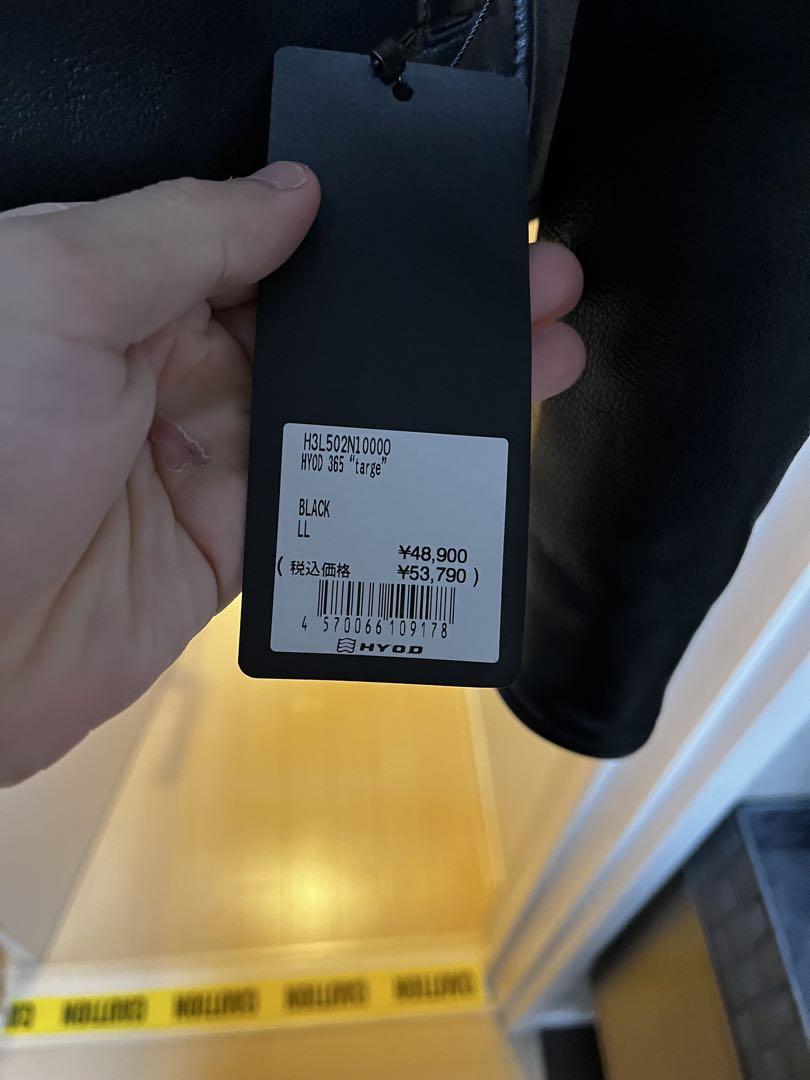 H3L502N10000
HYOD 365 “targe”
BLACK
LL
¥48,900
( 税込価格 ¥53,790 )
4 570066 109178
HYOD
CAUTION CAUTION CAUTION CAUTION